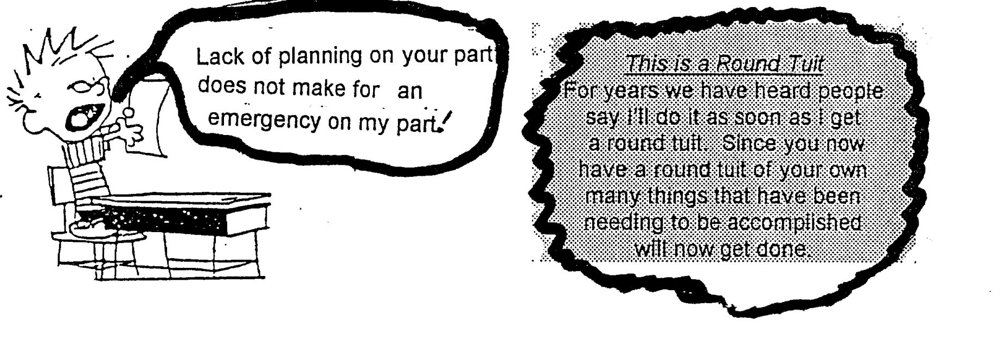 Lack of planning on your part
does not make for an
emergency on my part!
This is a Round Tuit
For years we have heard people
say I'll do it as soon as I get
a round tuit. Since you now
have a round tuit of your own
many things that have been
needing to be accomplished
will now get done.